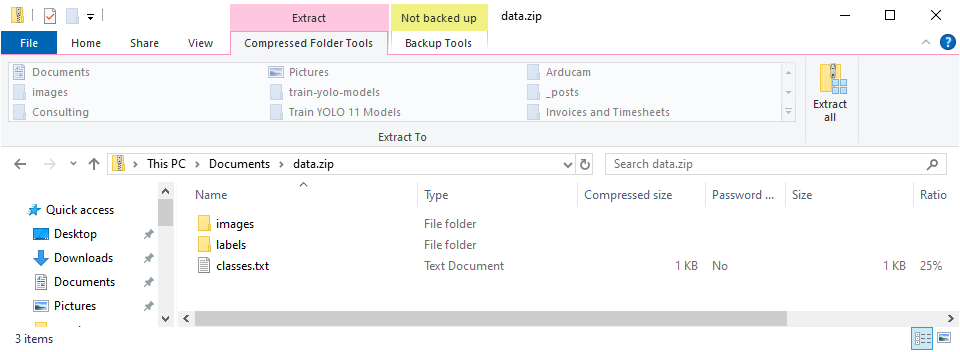 Extract Not backed up data.zip
File Home Share View Compressed Folder Tools Backup Tools
Documents Pictures Arducam
images train-yolo-models _posts
Consulting Train YOLO 11 Models Invoices and Timesheets
Extract all
Extract To
This PC > Documents > data.zip Search data.zip
Name Type Compressed size Password ... Size Ratio
Quick access
Desktop
Downloads
Documents
Pictures
images File folder
labels File folder
classes.txt Text Document 1 KB No 1 KB 25%
3 items